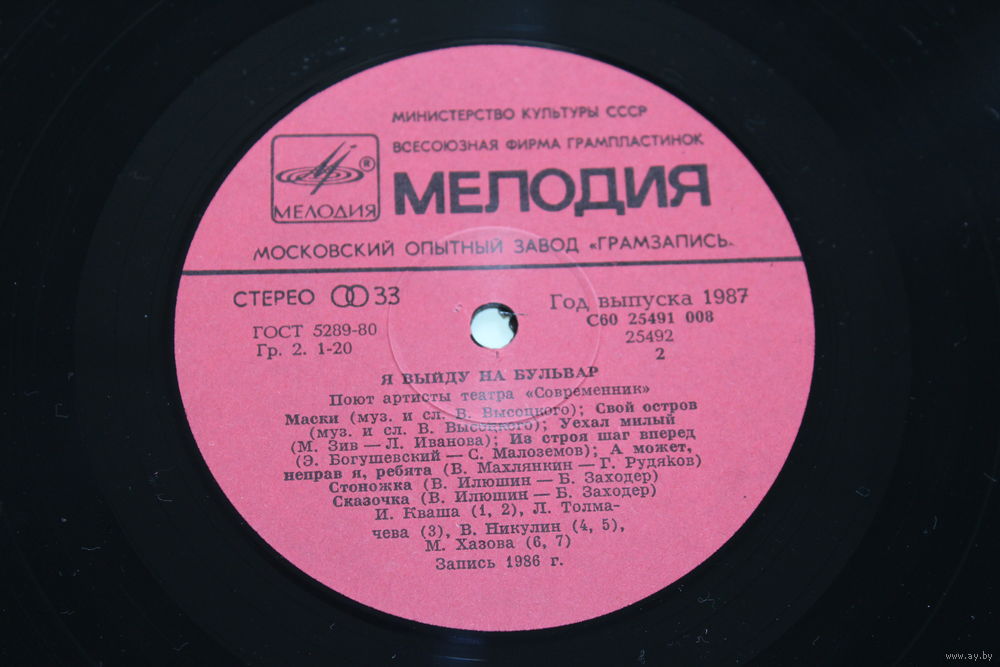 МИНИСТЕРСТВО КУЛЬТУРЫ СССР
ВСЕСОЮЗНАЯ ФИРМА ГРАМПЛАСТИНОК
МЕЛОДИЯ ®
МЕЛОДИЯ
МОСКОВСКИЙ ОПЫТНЫЙ ЗАВОД «ГРАМЗАПИСЬ»
СТЕРЕО 33
Год выпуска 1987
ГОСТ 5289-80
С60 25491 008
Гр. 2. 1-20
25492
2
Я ВЫЙДУ НА БУЛЬВАР
Поют артисты театра «Современник»
Маски (муз. и сл. В. Высоцкого); Свой остров
(муз. и сл. В. Высоцкого); Уехал милый
(М. Зив — Л. Иванова); Из строя шаг вперед
(Э. Богушевский — С. Малоземов); А может,
неправ я, ребята (В. Махлянкин — Г. Рудяков)
Стоножка (В. Илюшин — Б. Заходер)
Сказочка (В. Илюшин — Б. Заходер)
И. Кваша (1, 2), Л. Толма-
чева (3), В. Никулин (4, 5),
М. Хазова (6, 7)
Запись 1986 г.
www.ay.by